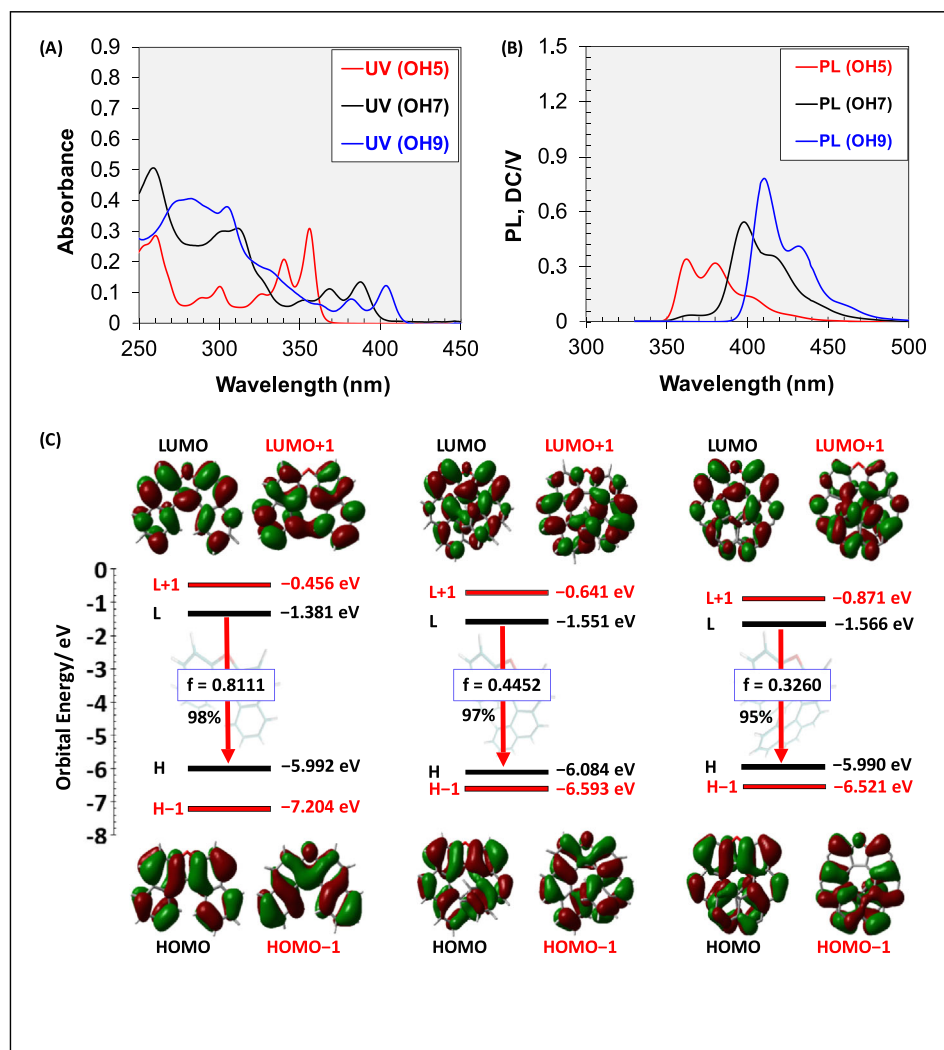 (A)
0.9
0.8
0.7
0.6
0.5
0.4
0.3
0.2
0.1
0
Absorbance
UV (OH5)
UV (OH7)
UV (OH9)
250 300 350 400 450
Wavelength (nm)
(B)
1.5
1.2
0.9
0.6
0.3
0
PL, DC/V
PL (OH5)
PL (OH7)
PL (OH9)
300 350 400 450 500
Wavelength (nm)
(C)
LUMO LUMO+1 LUMO LUMO+1 LUMO LUMO+1
0
-1
-2
-3
-4
-5
-6
-7
-8
Orbital Energy/ eV
L+1 −0.456 eV
L −1.381 eV
f = 0.8111
98%
H −5.992 eV
H−1 −7.204 eV
L+1 −0.641 eV
L −1.551 eV
f = 0.4452
97%
H −6.084 eV
H−1 −6.593 eV
L+1 −0.871 eV
L −1.566 eV
f = 0.3260
95%
H −5.990 eV
H−1 −6.521 eV
HOMO HOMO−1 HOMO HOMO−1 HOMO HOMO−1